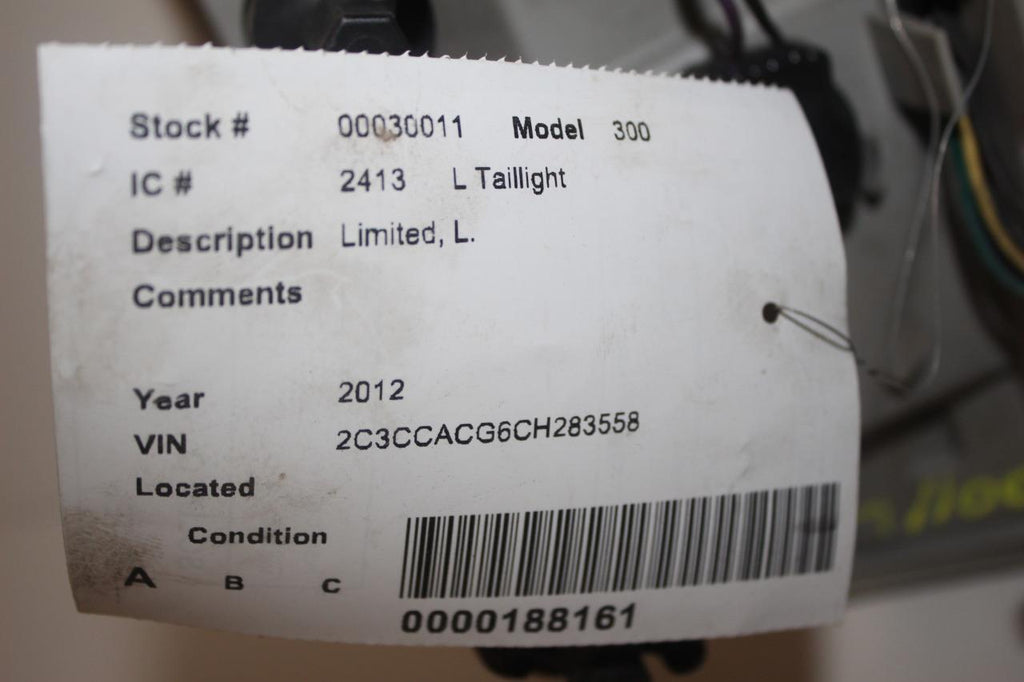 Stock # 00030011 Model 300
IC # 2413 L Taillight
Description Limited, L.
Comments
Year 2012
VIN 2C3CCACG6CH283558
Located
Condition
A B C
0000188161